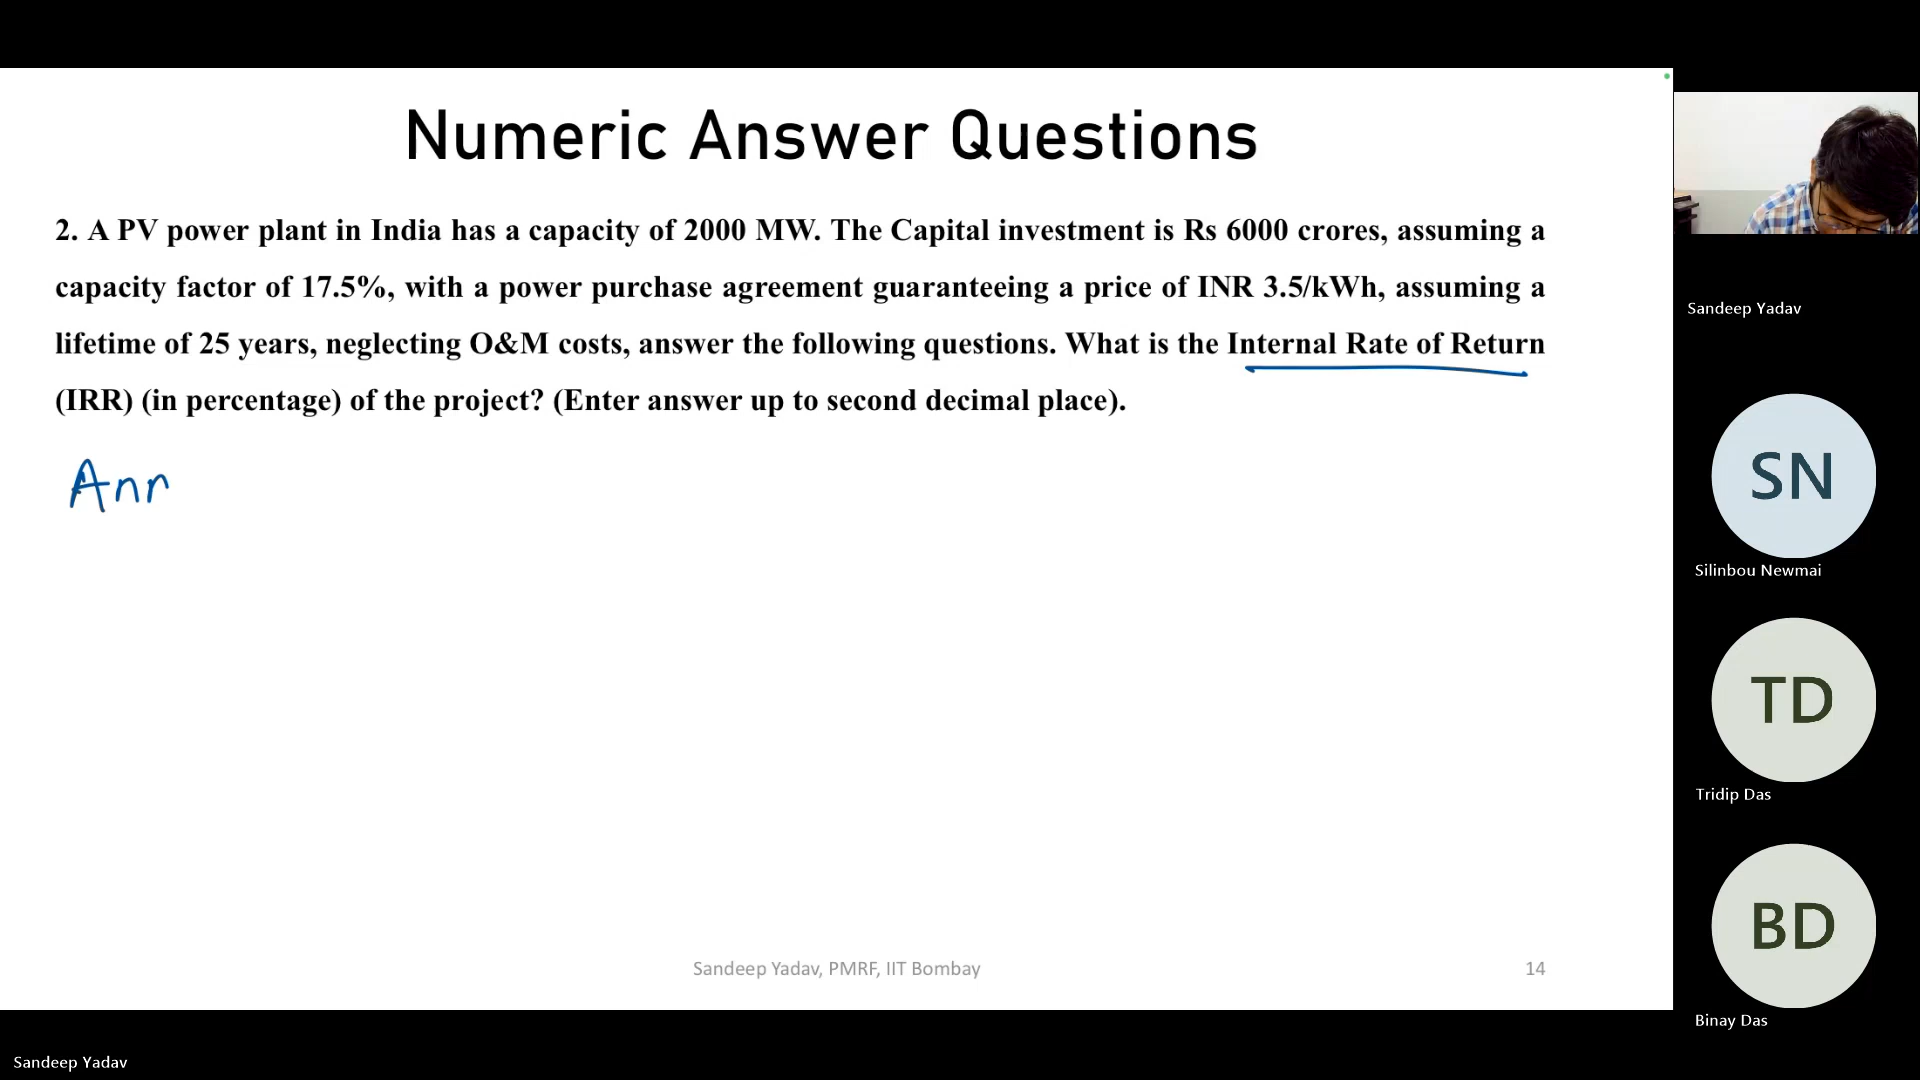 Numeric Answer Questions
2. A PV power plant in India has a capacity of 2000 MW. The Capital investment is Rs 6000 crores, assuming a
capacity factor of 17.5%, with a power purchase agreement guaranteeing a price of INR 3.5/kWh, assuming a
lifetime of 25 years, neglecting O&M costs, answer the following questions. What is the Internal Rate of Return
(IRR) (in percentage) of the project? (Enter answer up to second decimal place).
Ann
Sandeep Yadav, PMRF, IIT Bombay
14
Sandeep Yadav
SN
Silinbou Newmai
TD
Tridip Das
BD
Binay Das
Sandeep Yadav